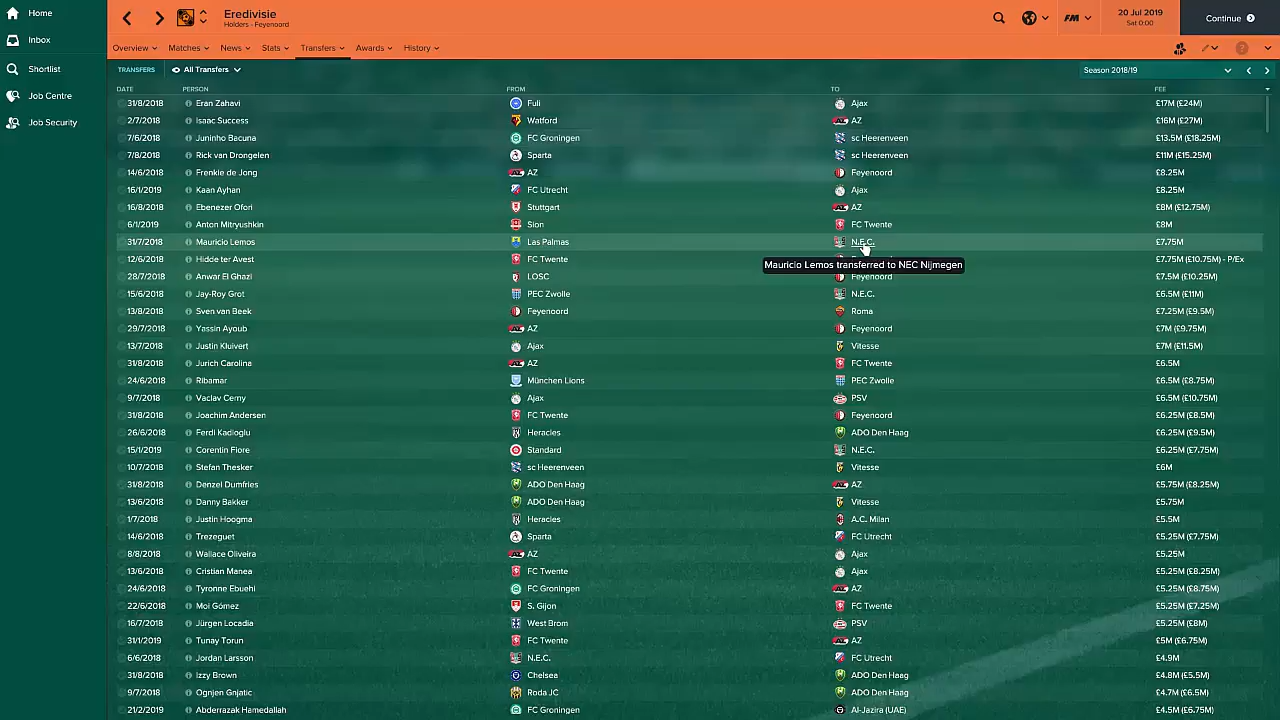 Home
Inbox
Shortlist
Job Centre
Job Security
Eredivisie
Holders - Feyenoord
FM
20 Jul 2019
Sat 0:00
Continue
Overview Matches News Stats Transfers Awards History
TRANSFERS All Transfers Season 2018/19
DATE PERSON FROM TO FEE
31/8/2018 Eran Zahavi Fuli Ajax £17M (£24M)
2/7/2018 Isaac Success Watford AZ £16M (£27M)
7/6/2018 Juninho Bacuna FC Groningen sc Heerenveen £13.5M (£18.25M)
7/8/2018 Rick van Drongelen Sparta sc Heerenveen £11M (£15.25M)
14/6/2018 Frenkie de Jong AZ Feyenoord £8.25M
16/1/2019 Kaan Ayhan FC Utrecht Ajax £8.25M
16/8/2018 Ebenezer Ofori Stuttgart AZ £8M (£12.75M)
6/1/2019 Anton Mitryushkin Sion FC Twente £8M
31/7/2018 Mauricio Lemos Las Palmas N.E.C. £7.75M
12/6/2018 Hidde ter Avest FC Twente £7.75M (£10.75M) - P/Ex
Mauricio Lemos transferred to NEC Nijmegen
28/7/2018 Anwar El Ghazi LOSC Feyenoord £7.5M (£10.25M)
15/6/2018 Jay-Roy Grot PEC Zwolle N.E.C. £6.5M (£11M)
13/8/2018 Sven van Beek Feyenoord Roma £7.25M (£9.5M)
29/7/2018 Yassin Ayoub AZ Feyenoord £7M (£9.75M)
13/7/2018 Justin Kluivert Ajax Vitesse £7M (£11.5M)
31/8/2018 Jurich Carolina AZ FC Twente £6.5M
24/6/2018 Ribamar München Lions PEC Zwolle £6.5M (£8.75M)
9/7/2018 Vaclav Cerny Ajax PSV £6.5M (£10.75M)
31/8/2018 Joachim Andersen FC Twente Feyenoord £6.25M (£8.5M)
26/6/2018 Ferdi Kadioglu Heracles ADO Den Haag £6.25M (£9.5M)
15/1/2019 Corentin Fiore Standard N.E.C. £6.25M (£7.75M)
10/7/2018 Stefan Thesker sc Heerenveen Vitesse £6M
31/8/2018 Denzel Dumfries ADO Den Haag AZ £5.75M (£8.25M)
13/6/2018 Danny Bakker ADO Den Haag Vitesse £5.75M
1/7/2018 Justin Hoogma Heracles A.C. Milan £5.5M
14/6/2018 Trezeguet Sparta FC Utrecht £5.25M (£7.75M)
8/8/2018 Wallace Oliveira AZ Ajax £5.25M
13/6/2018 Cristian Manea FC Twente Ajax £5.25M (£8.25M)
24/6/2018 Tyronne Ebuehi FC Groningen AZ £5.25M (£8.75M)
22/6/2018 Moi Gómez S. Gijon FC Twente £5.25M (£7.25M)
16/7/2018 Jürgen Locadia West Brom PSV £5.25M (£8M)
31/1/2019 Tunay Torun FC Twente AZ £5M (£6.75M)
6/6/2018 Jordan Larsson N.E.C. FC Utrecht £4.9M
31/8/2018 Izzy Brown Chelsea ADO Den Haag £4.8M (£5.5M)
9/7/2018 Ognjen Gnjatic Roda JC ADO Den Haag £4.7M (£6.5M)
21/2/2019 Abderrazak Hamedallah FC Groningen Al-Jazira (UAE) £4.5M (£6.75M)